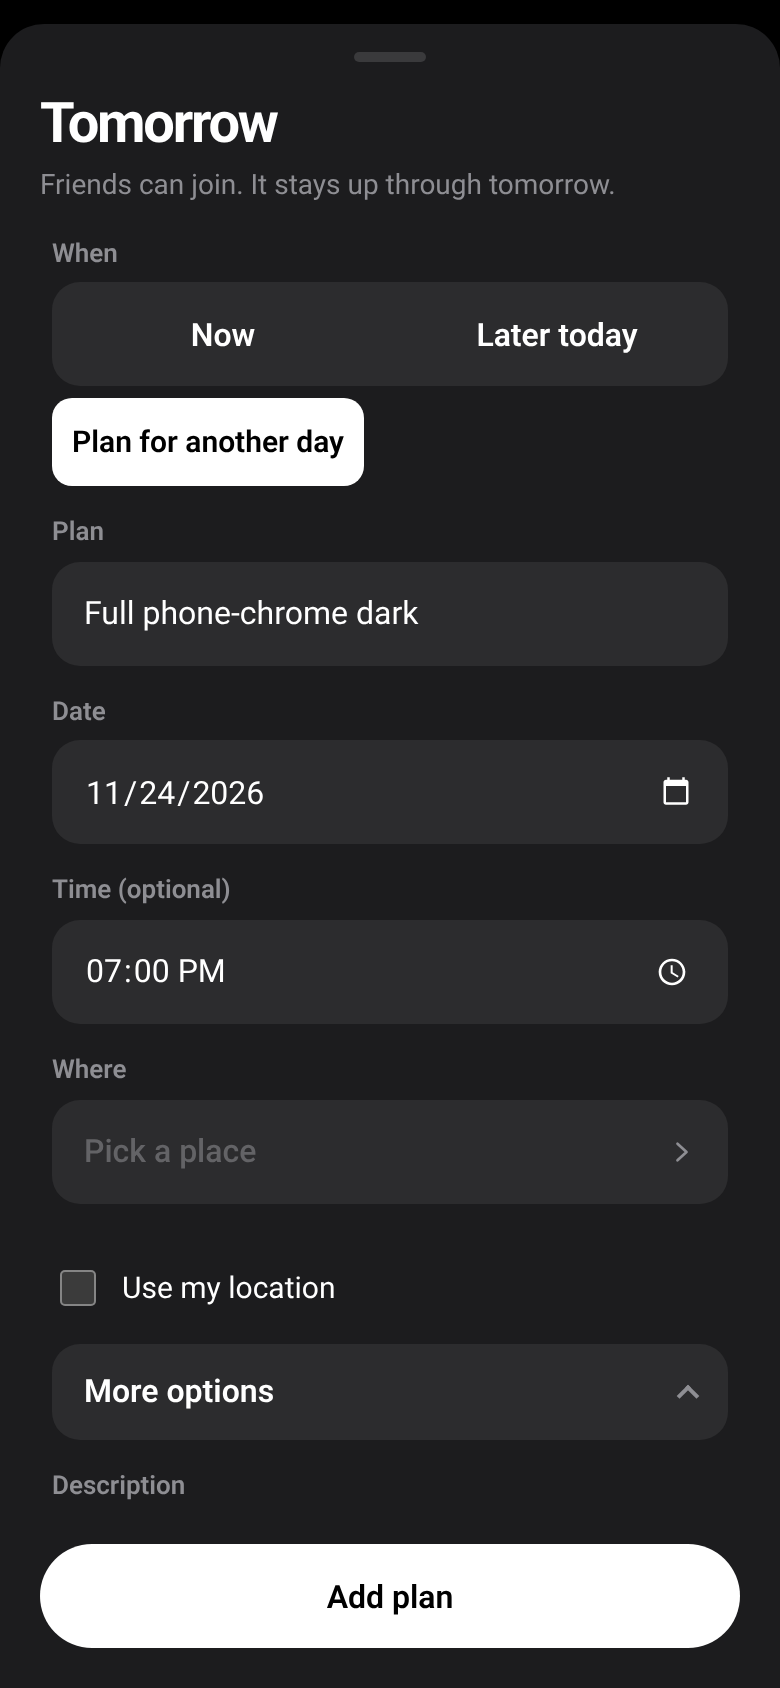 Tomorrow
Friends can join. It stays up through tomorrow.
When
Now
Later today
Plan for another day
Plan
Full phone-chrome dark
Date
11/24/2026
Time (optional)
07:00 PM
Where
Pick a place
Use my location
More options
Description
Add plan